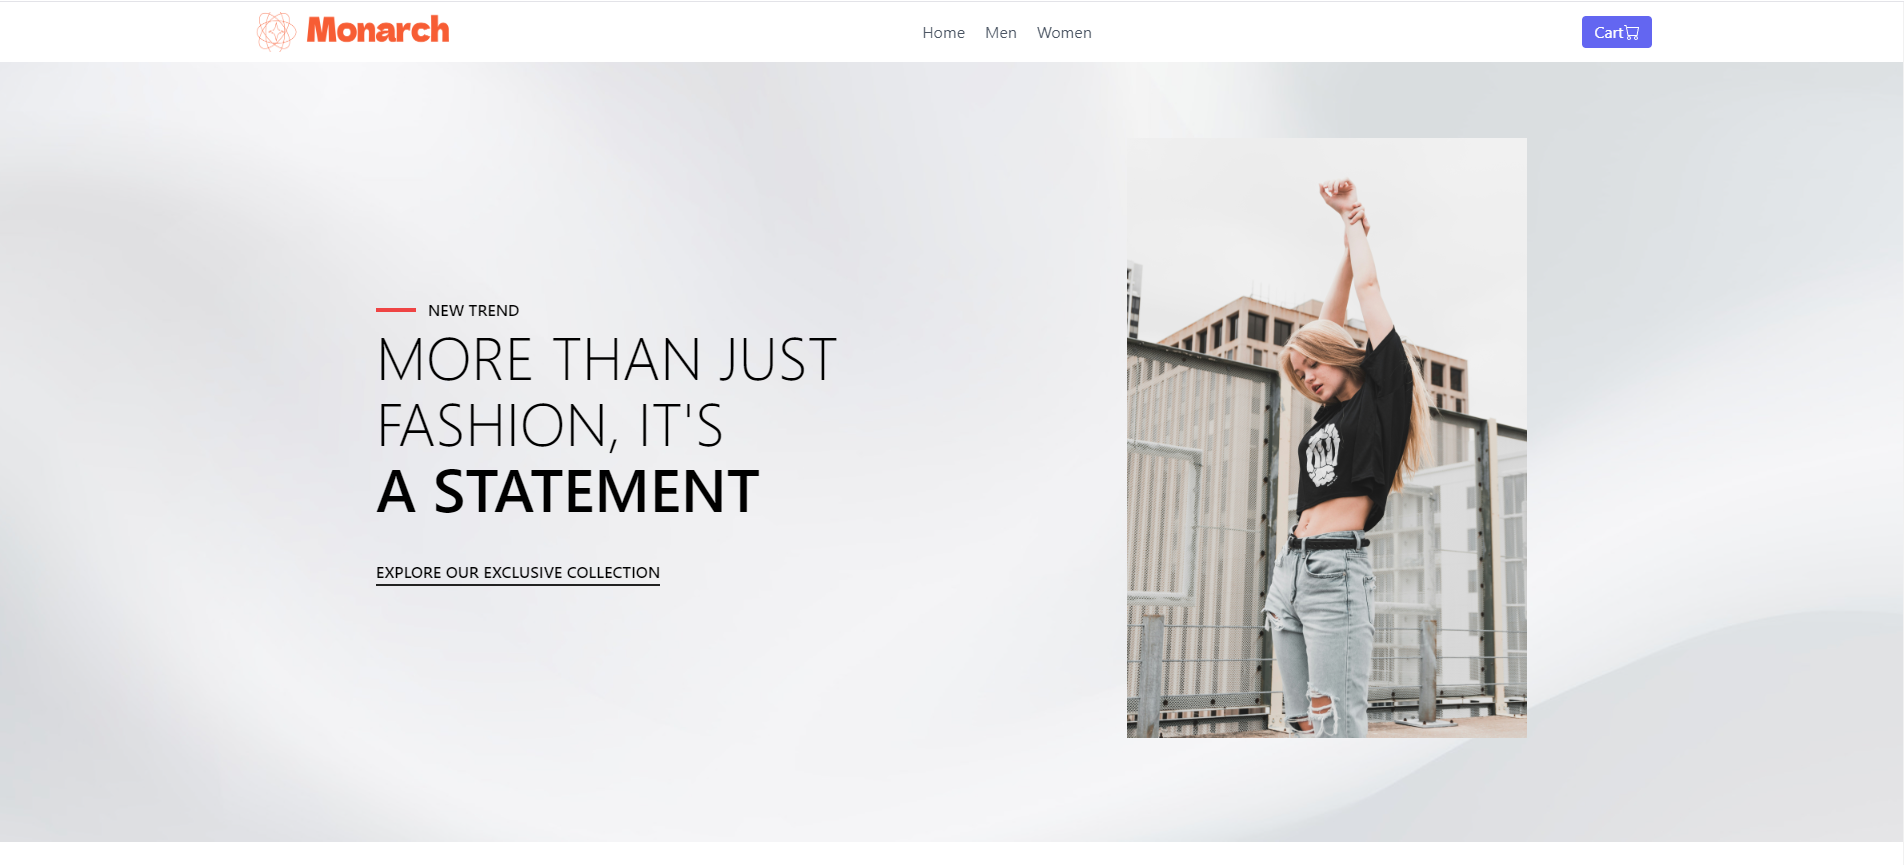 Monarch
Home Men Women
Cart
NEW TREND
MORE THAN JUST
FASHION, IT'S
A STATEMENT
EXPLORE OUR EXCLUSIVE COLLECTION